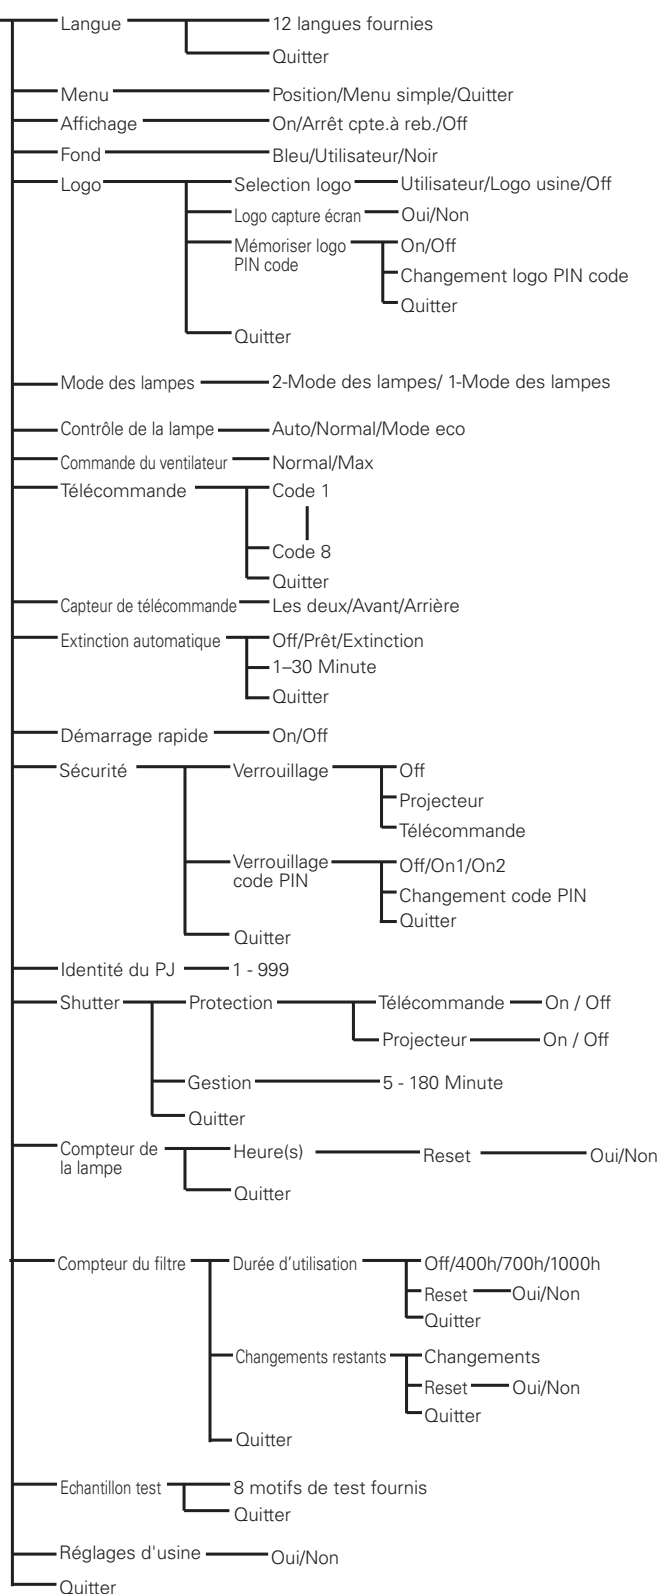 Langue 12 langues fournies
Quitter
Menu Position/Menu simple/Quitter
Affichage On/Arrêt cpte.à reb./Off
Fond Bleu/Utilisateur/Noir
Logo Selection logo Utilisateur/Logo usine/Off
Logo capture écran Oui/Non
Mémoriser logo On/Off
PIN code
Changement logo PIN code
Quitter
Quitter
Mode des lampes 2-Mode des lampes/ 1-Mode des lampes
Contrôle de la lampe Auto/Normal/Mode eco
Commande du ventilateur Normal/Max
Télécommande Code 1
Code 8
Quitter
Capteur de télécommande Les deux/Avant/Arrière
Extinction automatique Off/Prêt/Extinction
1–30 Minute
Quitter
Démarrage rapide On/Off
Sécurité Verrouillage Off
Projecteur
Télécommande
Verrouillage Off/On1/On2
code PIN
Changement code PIN
Quitter
Quitter
Identité du PJ 1 - 999
Shutter Protection Télécommande On / Off
Projecteur On / Off
Gestion 5 - 180 Minute
Quitter
Compteur de Heure(s) Reset Oui/Non
la lampe
Quitter
Compteur du filtre Durée d’utilisation Off/400h/700h/1000h
Reset Oui/Non
Quitter
Changements restants Changements
Reset Oui/Non
Quitter
Quitter
Echantillon test 8 motifs de test fournis
Quitter
Réglages d'usine Oui/Non
Quitter